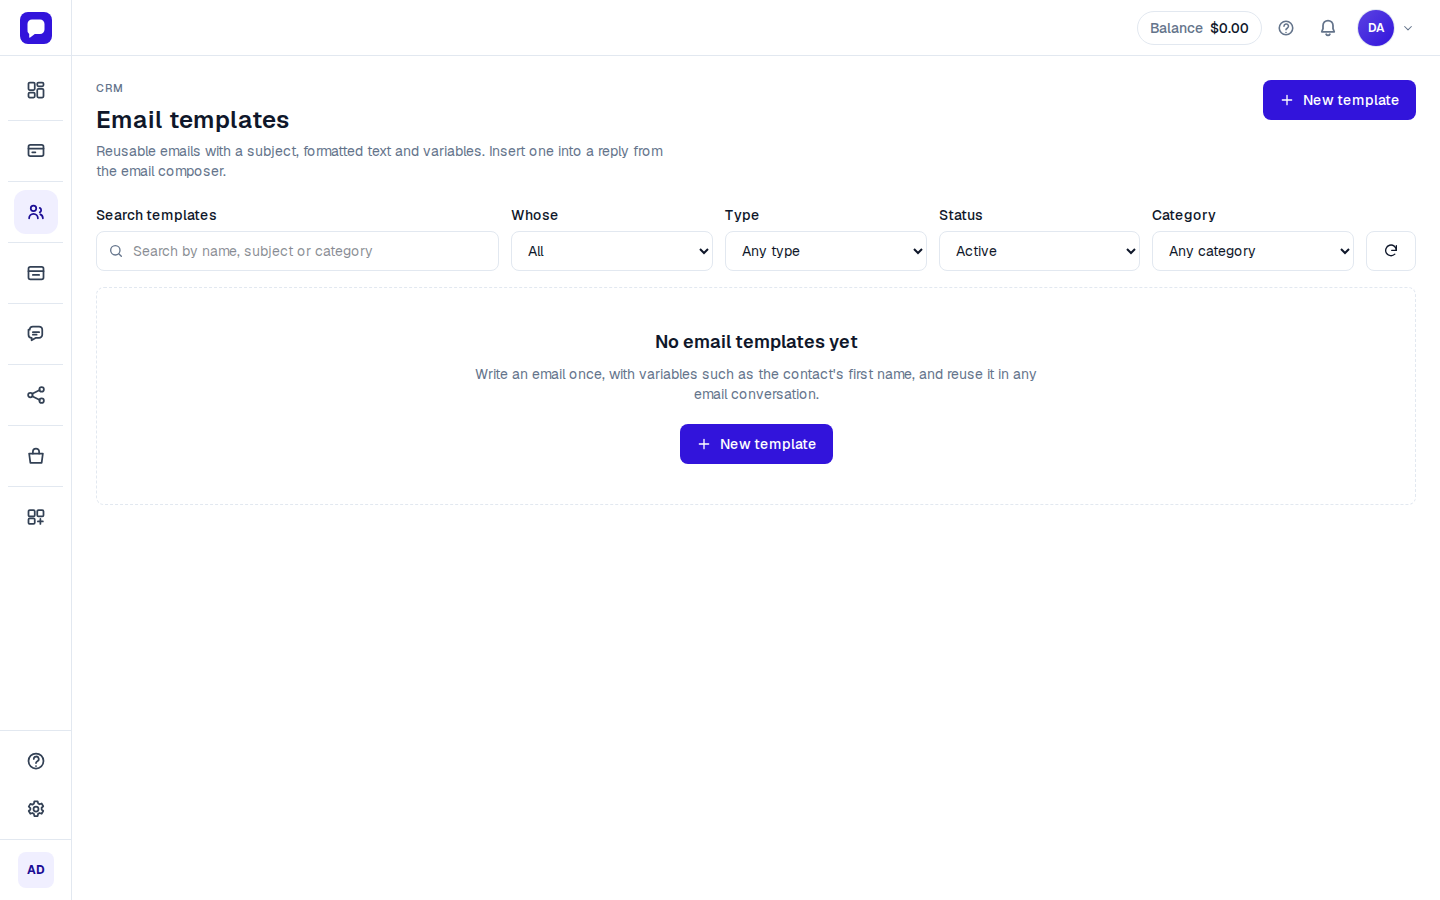 Balance $0.00
DA
CRM
Email templates
New template
Reusable emails with a subject, formatted text and variables. Insert one into a reply from
the email composer.
Search templates
Whose
Type
Status
Category
Search by name, subject or category
All
Any type
Active
Any category
No email templates yet
Write an email once, with variables such as the contact's first name, and reuse it in any
email conversation.
New template
AD